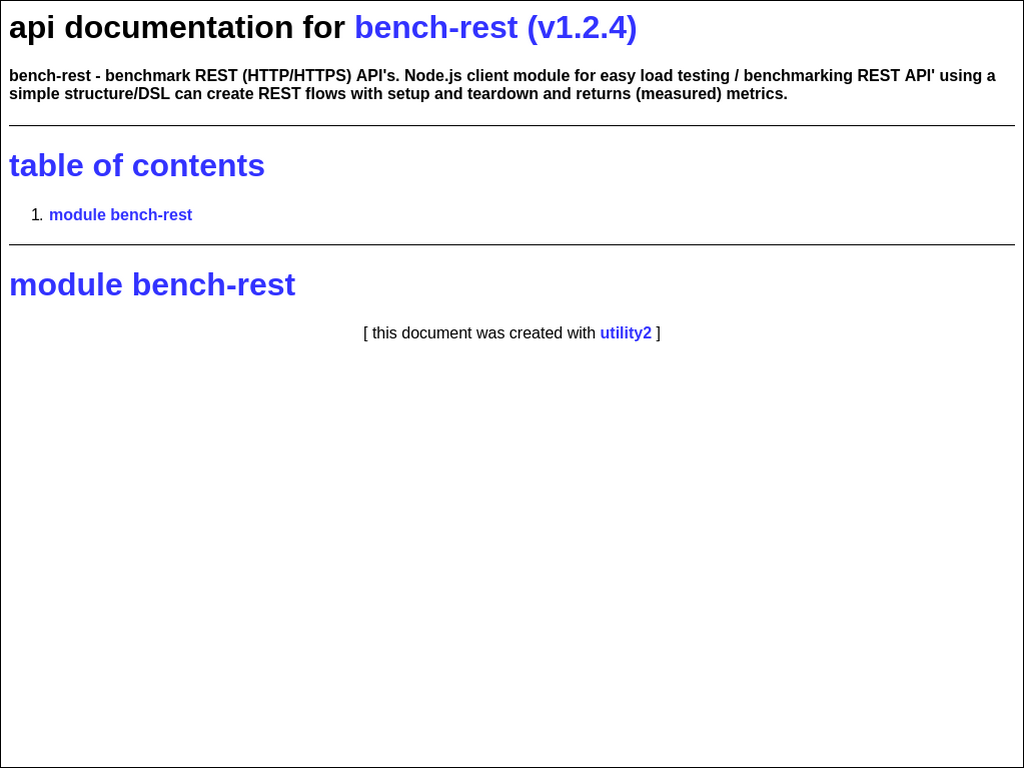 api documentation for bench-rest (v1.2.4)
bench-rest - benchmark REST (HTTP/HTTPS) API's. Node.js client module for easy load testing / benchmarking REST API' using a
simple structure/DSL can create REST flows with setup and teardown and returns (measured) metrics.
table of contents
1. module bench-rest
module bench-rest
[ this document was created with utility2 ]